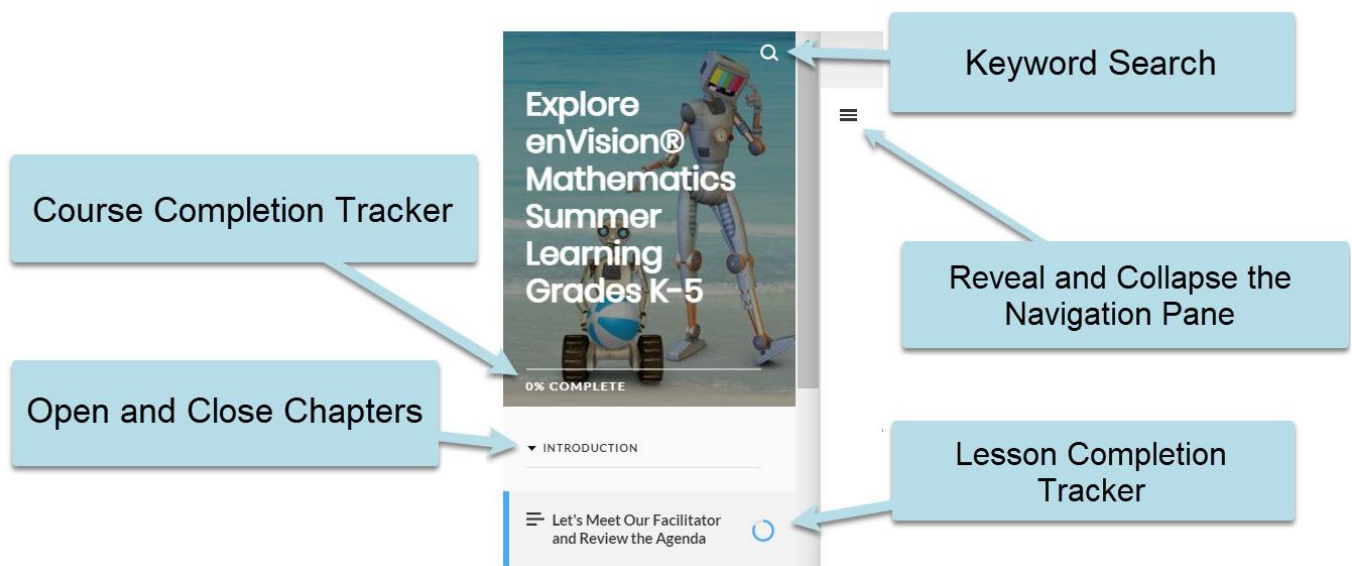 Keyword Search
Explore
enVision®
Mathematics
Summer
Learning
Grades K-5
Course Completion Tracker
Reveal and Collapse the
Navigation Pane
0% COMPLETE
Open and Close Chapters
INTRODUCTION
Lesson Completion
Tracker
Let's Meet Our Facilitator
and Review the Agenda